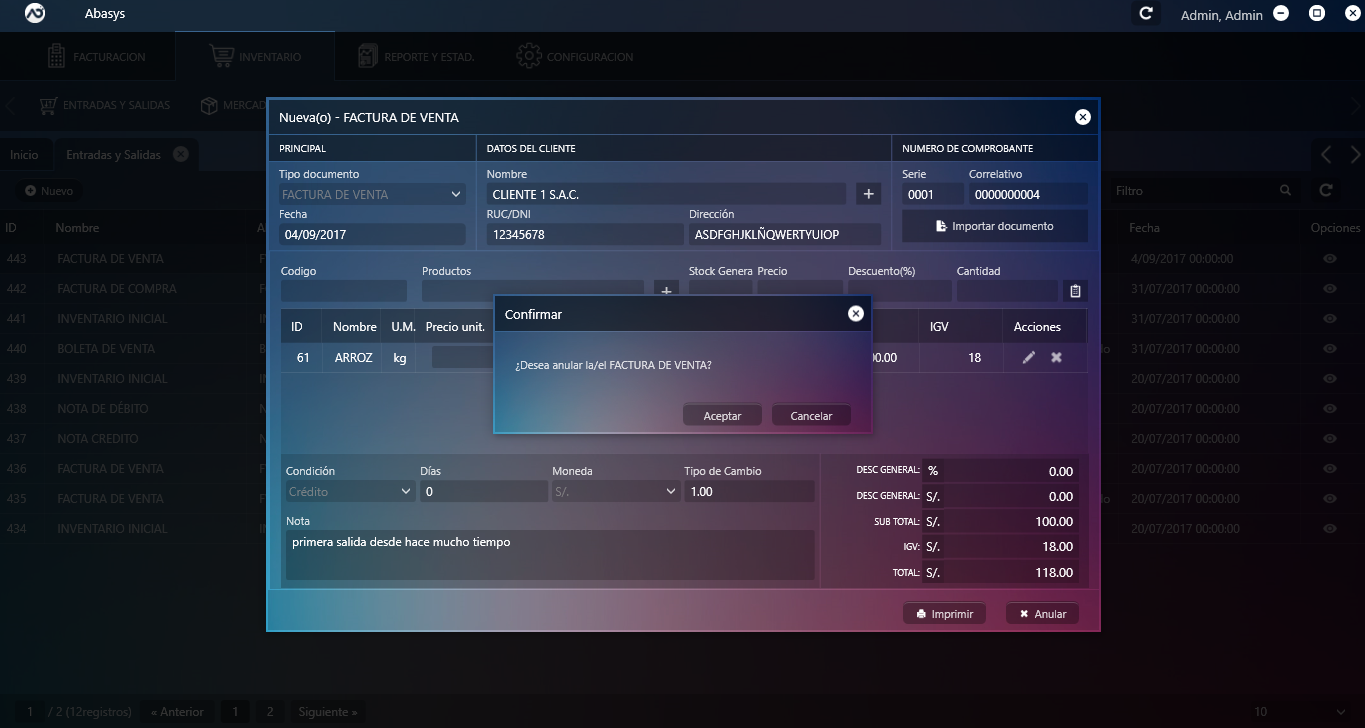 Abasys
Admin, Admin
FACTURACION
INVENTARIO
REPORTE Y ESTAD.
CONFIGURACION
ENTRADAS Y SALIDAS
MERCAD
Inicio
Entradas y Salidas
Nuevo
Filtro
ID Nombre Fecha Opciones
443 FACTURA DE VENTA 4/09/2017 00:00:00
442 FACTURA DE COMPRA 31/07/2017 00:00:00
441 INVENTARIO INICIAL 31/07/2017 00:00:00
440 BOLETA DE VENTA 31/07/2017 00:00:00
439 INVENTARIO INICIAL 20/07/2017 00:00:00
438 NOTA DE DÉBITO 20/07/2017 00:00:00
437 NOTA CREDITO 20/07/2017 00:00:00
436 FACTURA DE VENTA 20/07/2017 00:00:00
435 FACTURA DE VENTA 20/07/2017 00:00:00
434 INVENTARIO INICIAL 20/07/2017 00:00:00
Nueva(o) - FACTURA DE VENTA
PRINCIPAL
DATOS DEL CLIENTE
NUMERO DE COMPROBANTE
Tipo documento
FACTURA DE VENTA
Fecha
04/09/2017
Nombre
CLIENTE 1 S.A.C.
RUC/DNI
12345678
Dirección
ASDFGHJKLÑQWERTYUIOP
Serie
0001
Correlativo
0000000004
Importar documento
Codigo Productos Stock Genera Precio Descuento(%) Cantidad
ID Nombre U.M. Precio unit. IGV Acciones
61 ARROZ kg 00.00 18
Confirmar
¿Desea anular la/el FACTURA DE VENTA?
Aceptar
Cancelar
Condición
Crédito
Días
0
Moneda
S/.
Tipo de Cambio
1.00
Nota
primera salida desde hace mucho tiempo
DESC GENERAL: % 0.00
DESC GENERAL: S/. 0.00
SUB TOTAL: S/. 100.00
IGV: S/. 18.00
TOTAL: S/. 118.00
Imprimir
Anular
1 / 2 (12registros) « Anterior 1 2 Siguiente » 10